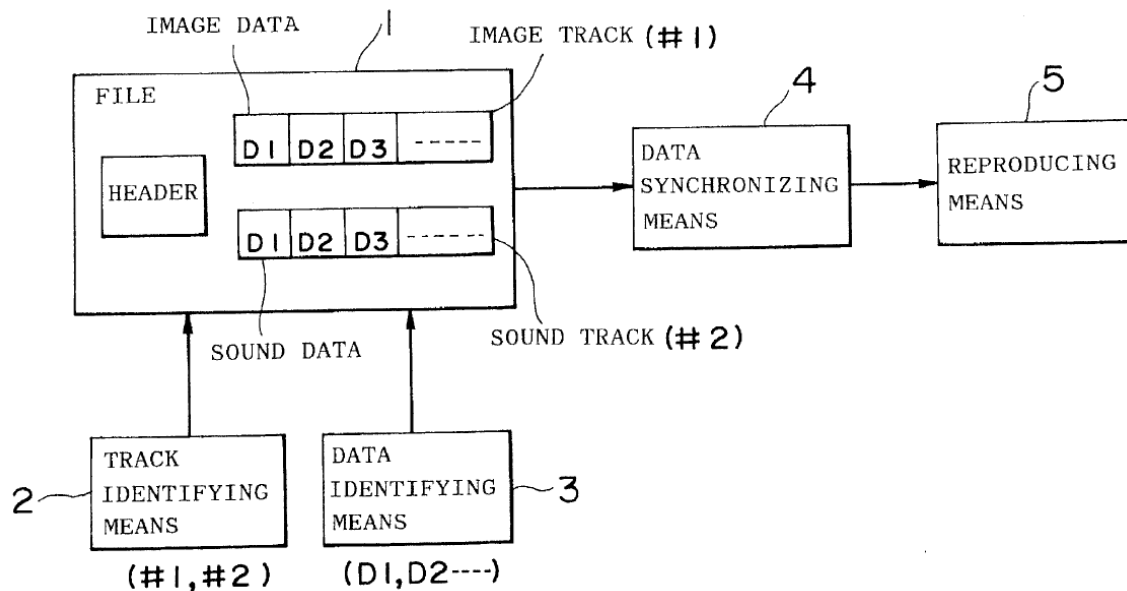 IMAGE DATA
1
IMAGE TRACK (#1)
FILE
D1 D2 D3 -----
HEADER
D1 D2 D3 ------
SOUND DATA
SOUND TRACK (#2)
4
DATA
SYNCHRONIZING
MEANS
5
REPRODUCING
MEANS
2
TRACK
IDENTIFYING
MEANS
(#1,#2)
DATA
IDENTIFYING
MEANS
3
(D1,D2----)